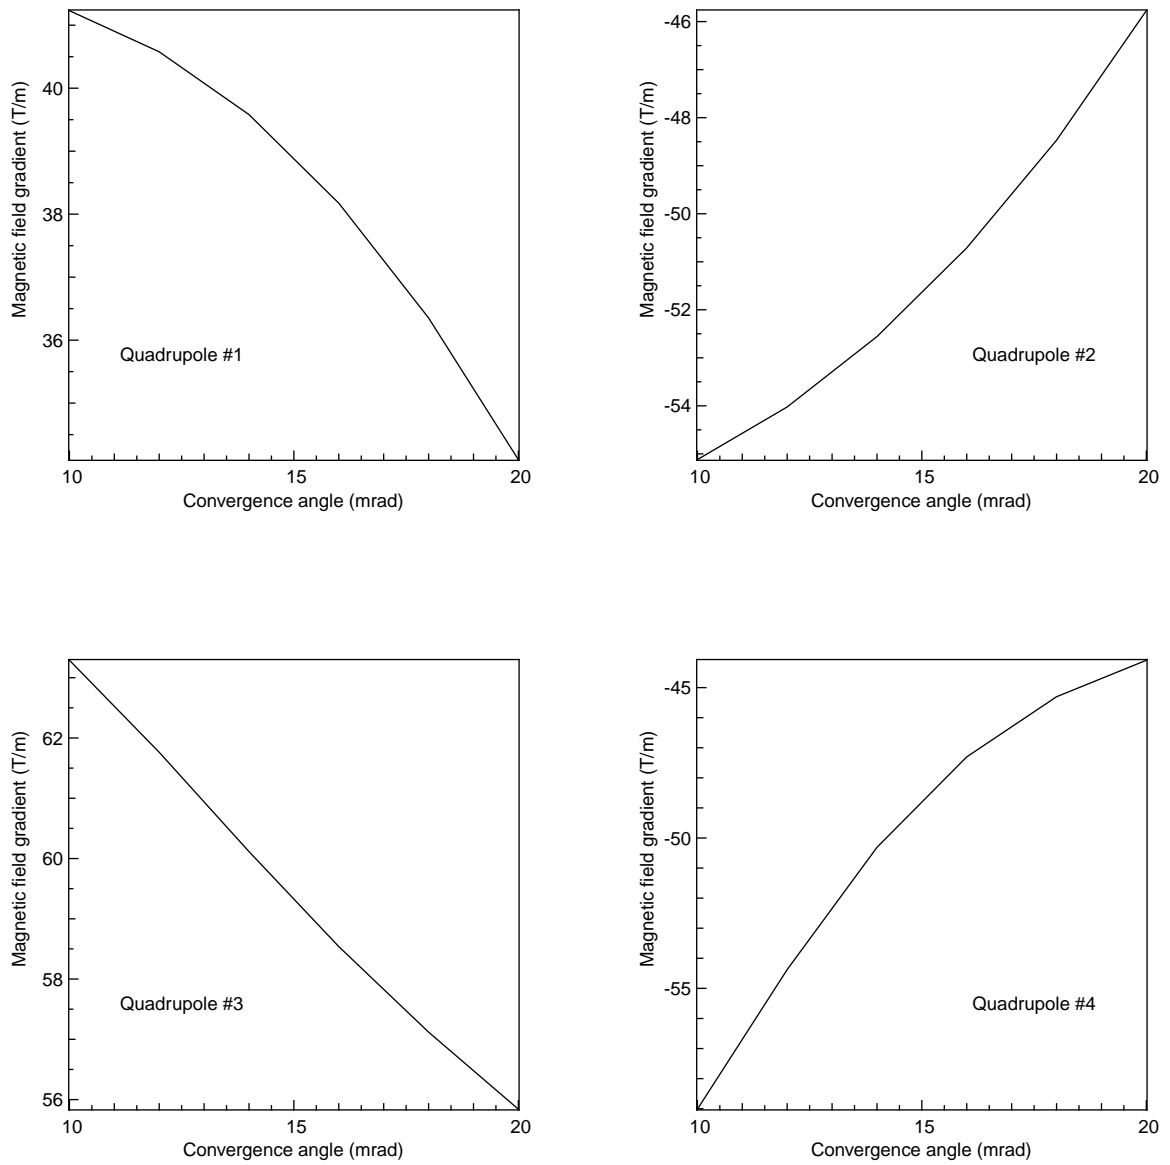 Magnetic field gradient (T/m)
40
38
36
Quadrupole #1
10 15 20
Convergence angle (mrad)
Magnetic field gradient (T/m)
-46
-48
-50
-52
-54
Quadrupole #2
10 15 20
Convergence angle (mrad)
Magnetic field gradient (T/m)
62
60
58
56
Quadrupole #3
10 15 20
Convergence angle (mrad)
Magnetic field gradient (T/m)
-45
-50
-55
Quadrupole #4
10 15 20
Convergence angle (mrad)